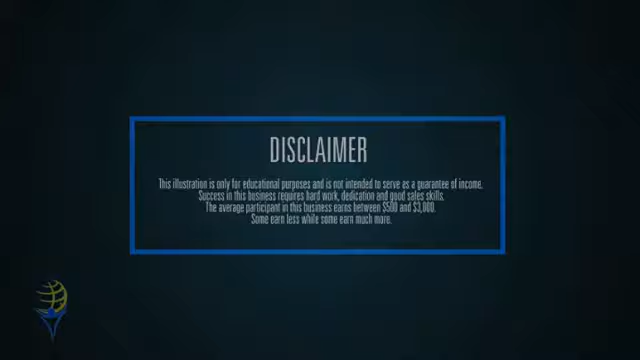 DISCLAIMER
This illustration is only for educational purposes and is not intended to serve as a guarantee of income.
Success in this business requires hard work, dedication and good sales skills.
The average participant in this business earns between $500 and $3,000.
Some earn less while some earn much more.